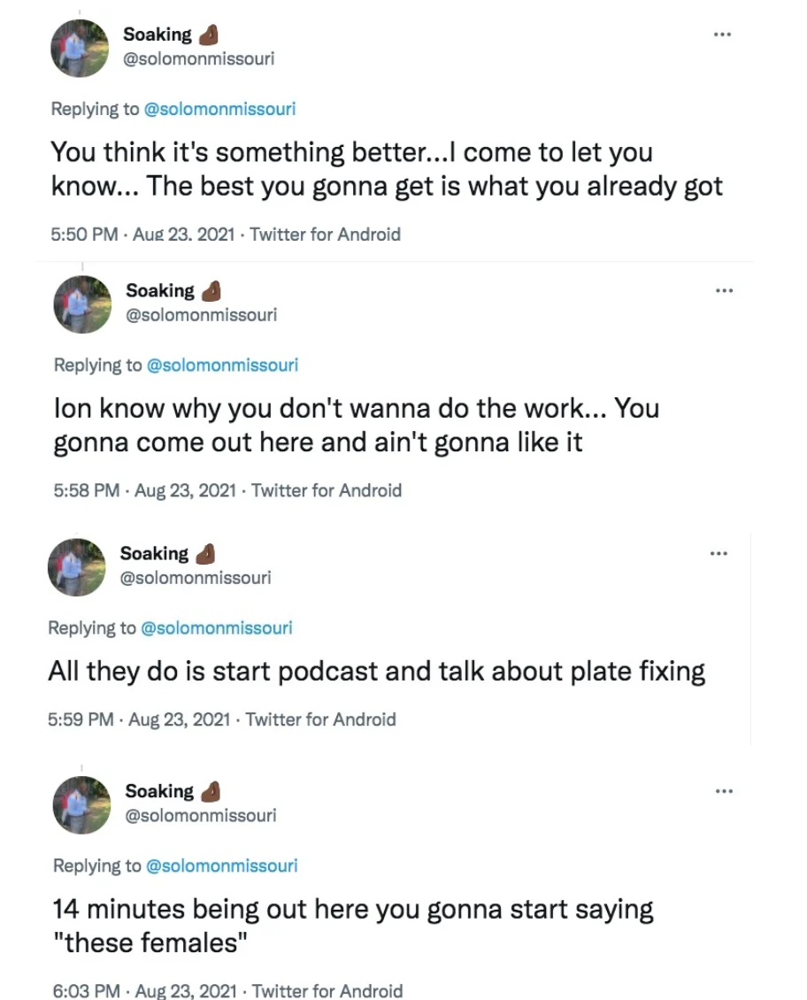 Soaking 🤌🏿
@solomonmissouri
Replying to @solomonmissouri
You think it's something better...I come to let you
know... The best you gonna get is what you already got
5:50 PM · Aug 23. 2021 · Twitter for Android
Soaking 🤌🏿
@solomonmissouri
Replying to @solomonmissouri
Ion know why you don't wanna do the work... You
gonna come out here and ain't gonna like it
5:58 PM · Aug 23, 2021 · Twitter for Android
Soaking 🤌🏿
@solomonmissouri
Replying to @solomonmissouri
All they do is start podcast and talk about plate fixing
5:59 PM · Aug 23, 2021 · Twitter for Android
Soaking 🤌🏿
@solomonmissouri
Replying to @solomonmissouri
14 minutes being out here you gonna start saying
"these females"
6:03 PM · Aug 23, 2021 · Twitter for Android